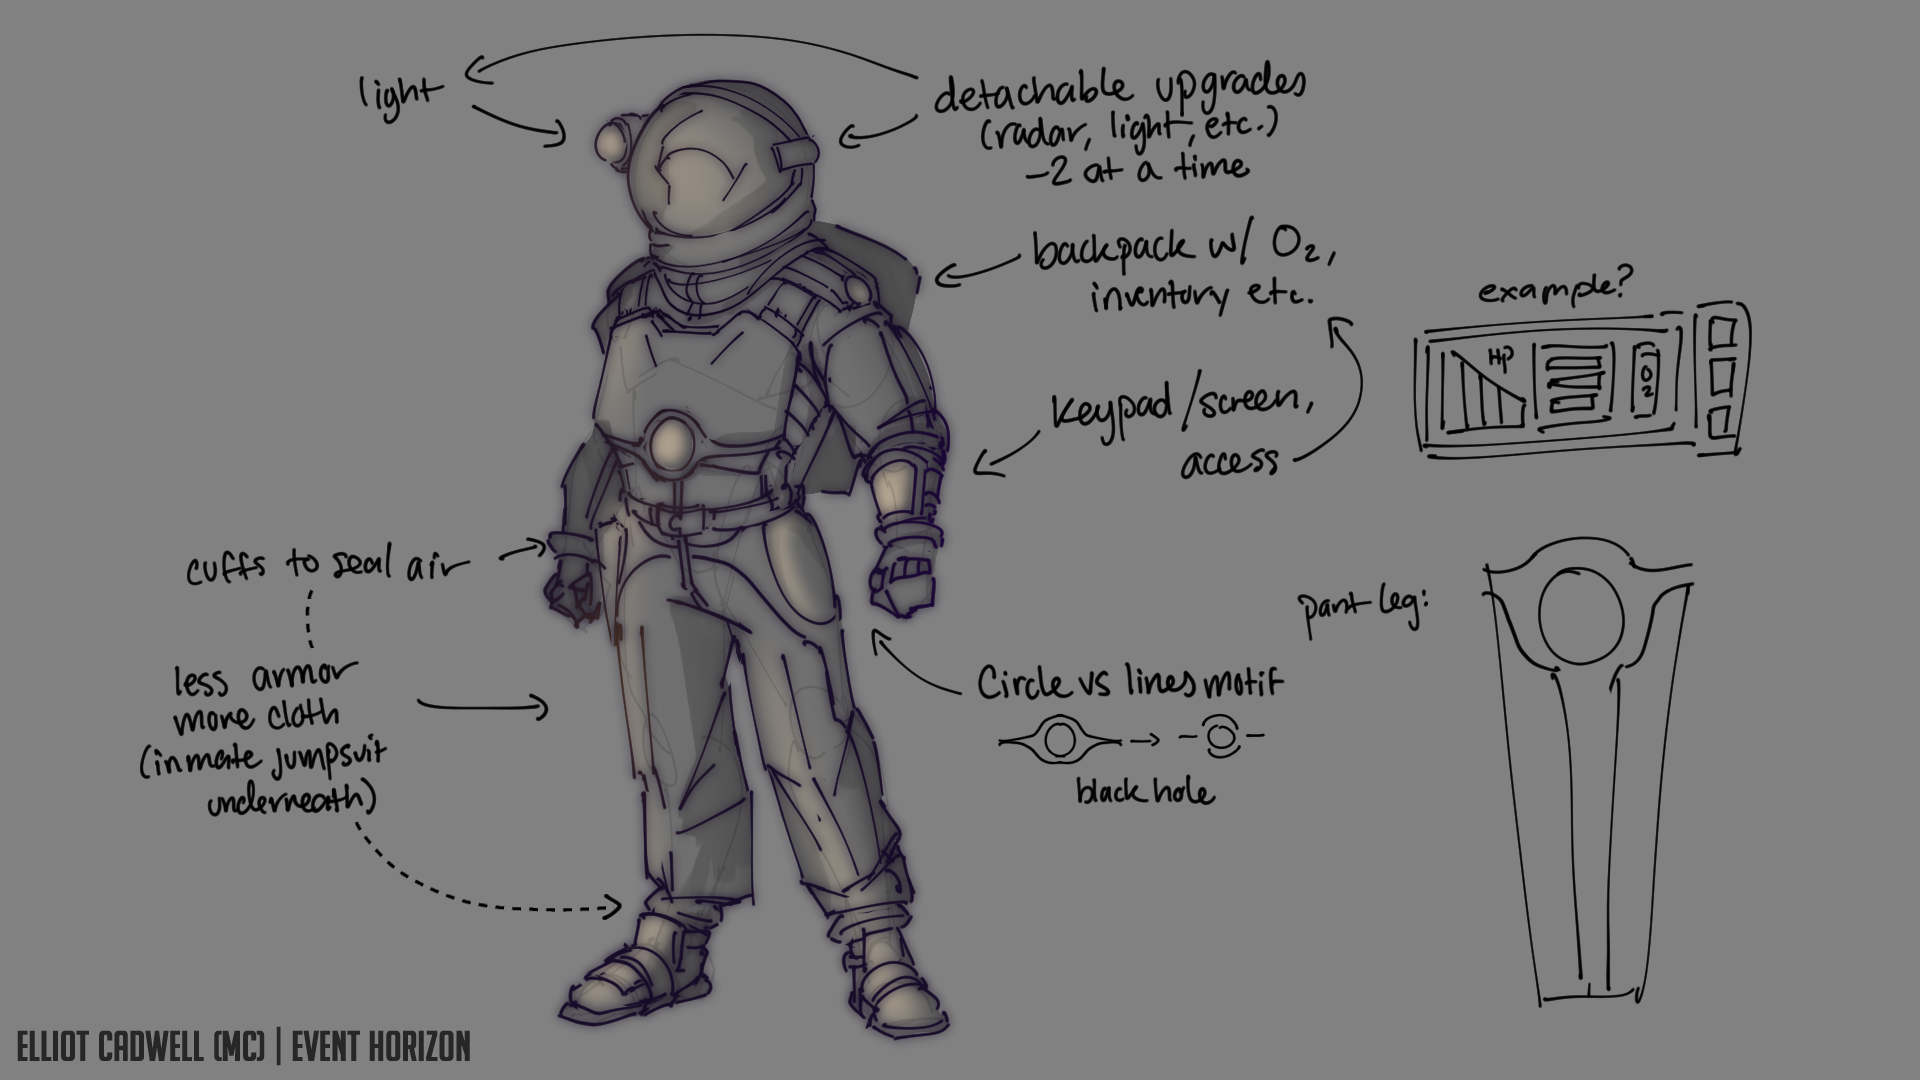 light
detachable upgrades
(radar, light, etc.)
-2 at a time
backpack w/ O₂,
inventory etc.
example?
HP
O
2
keypad/screen,
access
cuffs to seal air
less armor
more cloth
(inmate jumpsuit
underneath)
Circle vs lines motif
black hole
pant leg:
ELLIOT CADWELL (MC) | EVENT HORIZON